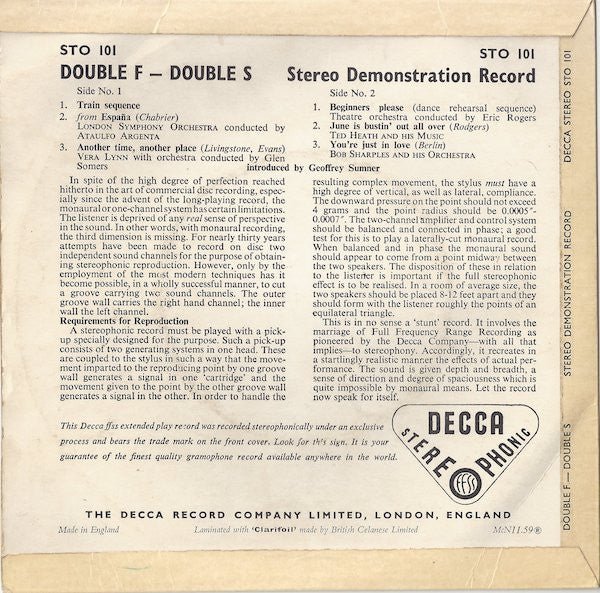 STO 101
STO 101
DOUBLE F — DOUBLE S Stereo Demonstration Record
Side No. 1
1. Train sequence
2. from España (Chabrier)
LONDON SYMPHONY ORCHESTRA conducted by
ATAULFO ARGENTA
3. Another time, another place (Livingstone, Evans)
VERA LYNN with orchestra conducted by Glen
Somers
Side No. 2
1. Beginners please (dance rehearsal sequence)
Theatre orchestra conducted by Eric Rogers
2. June is bustin' out all over (Rodgers)
TED HEATH AND HIS MUSIC
3. You're just in love (Berlin)
BOB SHARPLES AND HIS ORCHESTRA
introduced by Geoffrey Sumner
In spite of the high degree of perfection reached
hitherto in the art of commercial disc recording, especi-
ally since the advent of the long-playing record, the
monaural or one-channel system has certain limitations.
The listener is deprived of any real sense of perspective
in the sound. In other words, with monaural recording,
the third dimension is missing. For nearly thirty years
attempts have been made to record on disc two
independent sound channels for the purpose of obtain-
ing stereophonic reproduction. However, only by the
employment of the most modern techniques has it
become possible, in a wholly successful manner, to cut
a groove carrying two sound channels. The outer
groove wall carries the right hand channel; the inner
wall the left channel.
Requirements for Reproduction
A stereophonic record must be played with a pick-
up specially designed for the purpose. Such a pick-up
consists of two generating systems in one head. These
are coupled to the stylus in such a way that the move-
ment imparted to the reproducing point by one groove
wall generates a signal in one 'cartridge' and the
movement given to the point by the other groove wall
generates a signal in the other. In order to handle the
resulting complex movement, the stylus must have a
high degree of vertical, as well as lateral, compliance.
The downward pressure on the point should not exceed
4 grams and the point radius should be 0.0005″-
0.0007″. The two-channel amplifier and control system
should be balanced and connected in phase; a good
test for this is to play a laterally-cut monaural record.
When balanced and in phase the monaural sound
should appear to come from a point midway between
the two speakers. The disposition of these in relation
to the listener is important if the full stereophonic
effect is to be realised. In a room of average size, the
two speakers should be placed 8-12 feet apart and they
should form with the listener roughly the points of an
equilateral triangle.
This is in no sense a 'stunt' record. It involves the
marriage of Full Frequency Range Recording as
pioneered by the Decca Company—with all that
implies—to stereophony. Accordingly, it recreates in
a startlingly realistic manner the effects of actual per-
formance. The sound is given depth and breadth, a
sense of direction and degree of spaciousness which is
quite impossible by monaural means. Let the record
now speak for itself.
This Decca ffss extended play record was recorded stereophonically under an exclusive
process and bears the trade mark on the front cover. Look for this sign. It is your
guarantee of the finest quality gramophone record available anywhere in the world.
DECCA
STEREOPHONIC
FFSS
THE DECCA RECORD COMPANY LIMITED, LONDON, ENGLAND
Made in England
Laminated with 'Clarifoil' made by British Celanese Limited
McN11.59®
DOUBLE F — DOUBLE S STEREO DEMONSTRATION RECORD DECCA STEREO STO 101